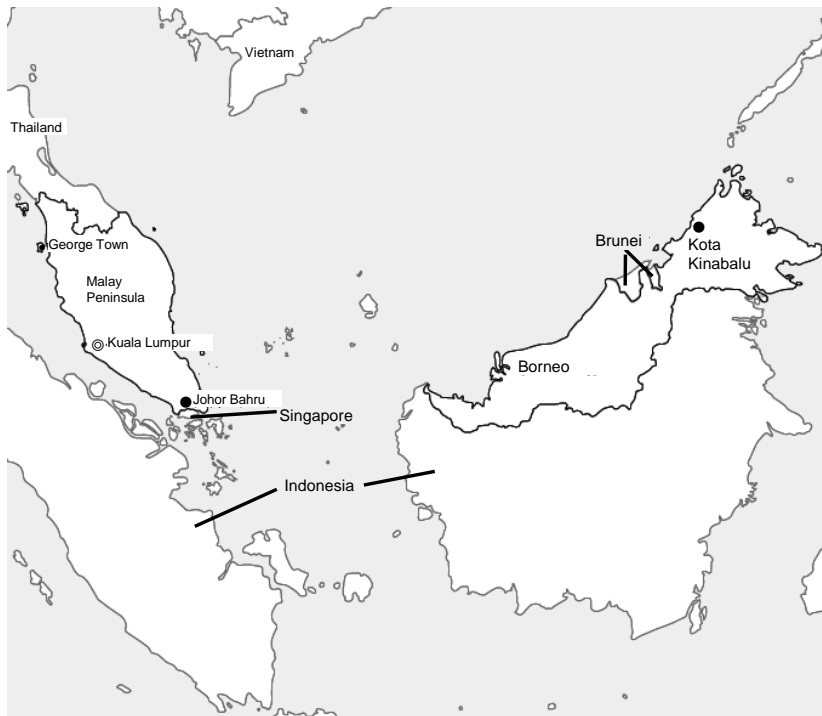 Vietnam
Thailand
Brunei
Kota
Kinabalu
George Town
Malay
Peninsula
Kuala Lumpur
Borneo
Johor Bahru
Singapore
Indonesia